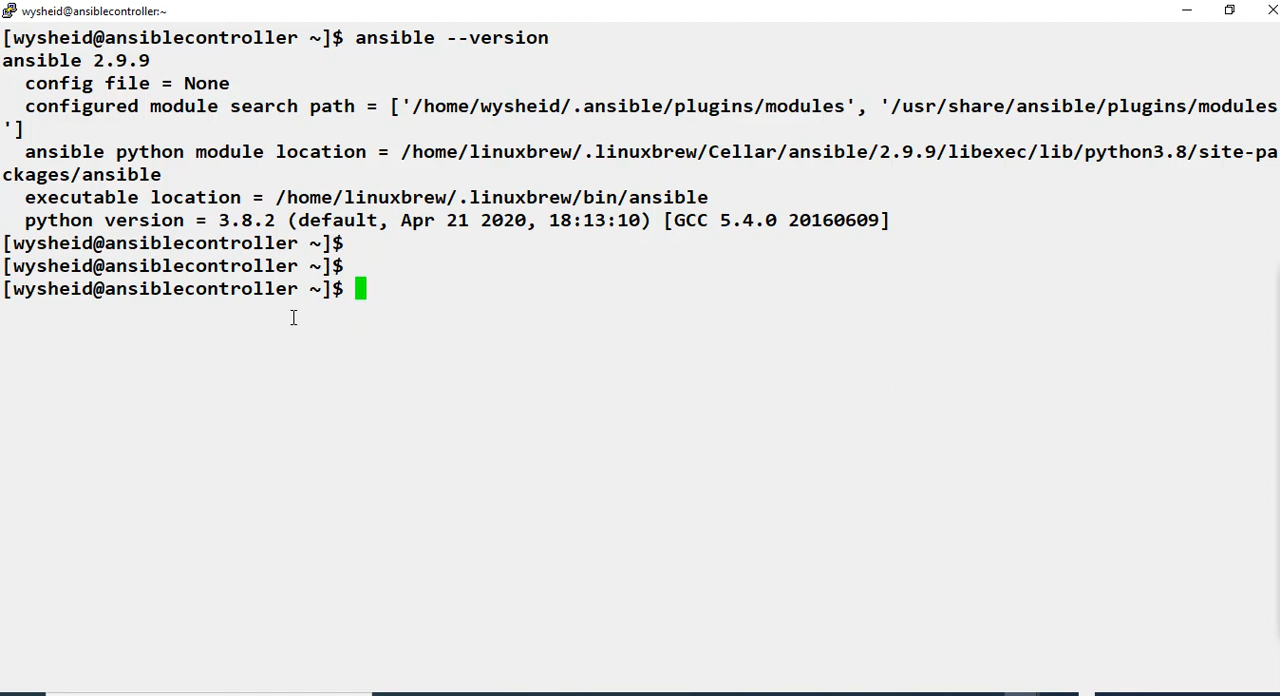 wysheid@ansiblecontroller:~
[wysheid@ansiblecontroller ~]$ ansible --version
ansible 2.9.9
  config file = None
  configured module search path = ['/home/wysheid/.ansible/plugins/modules', '/usr/share/ansible/plugins/modules
']
  ansible python module location = /home/linuxbrew/.linuxbrew/Cellar/ansible/2.9.9/libexec/lib/python3.8/site-pa
ckages/ansible
  executable location = /home/linuxbrew/.linuxbrew/bin/ansible
  python version = 3.8.2 (default, Apr 21 2020, 18:13:10) [GCC 5.4.0 20160609]
[wysheid@ansiblecontroller ~]$
[wysheid@ansiblecontroller ~]$
[wysheid@ansiblecontroller ~]$